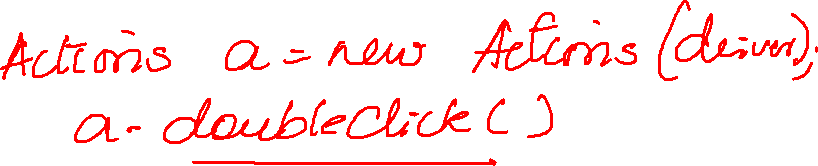 Actions a = new Actions (driver);
a. doubleClick ( )